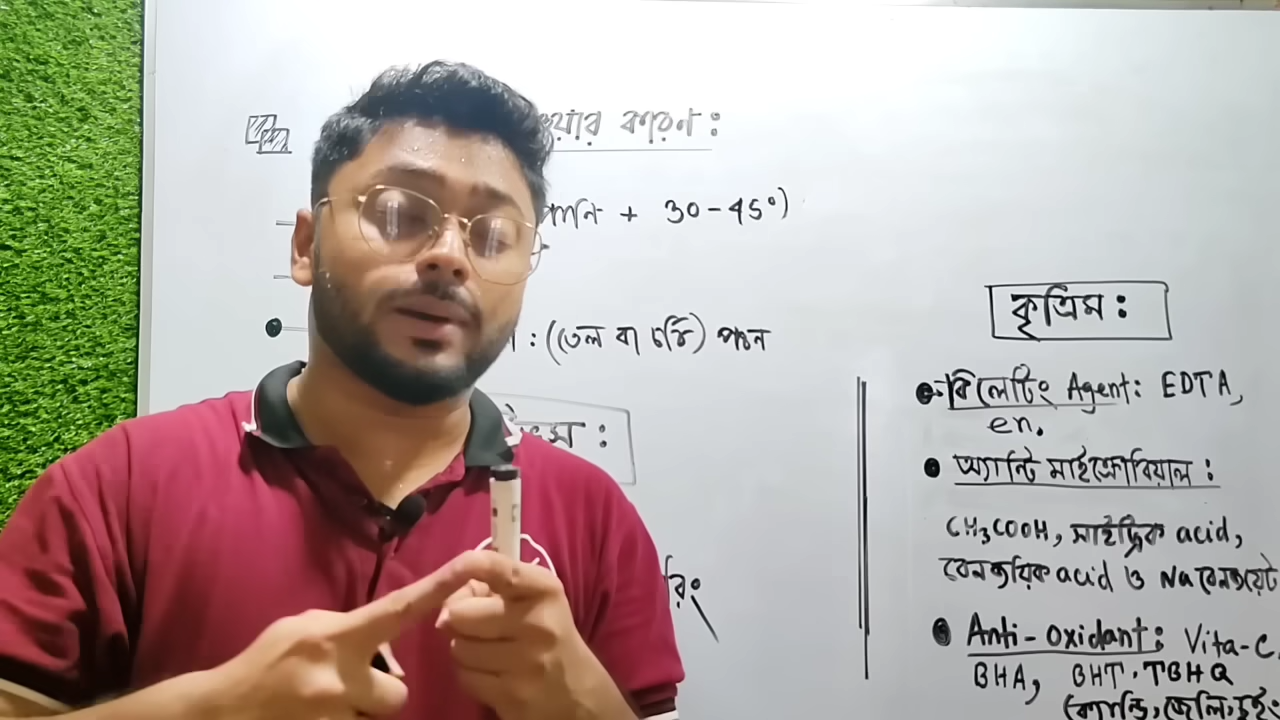 কারণ :
পানি + 30-45°)
: (তেল বা চর্বি) পচন
কৃত্রিম :
কিলেটিং Agent: EDTA,
en.
অ্যান্টি মাইক্রোবিয়াল :
CH₃COOH, সাইট্রিক acid,
বেনজয়িক acid ও Na বেনজয়েট
Anti-oxidant: Vita-C,
BHA, BHT, TBHQ